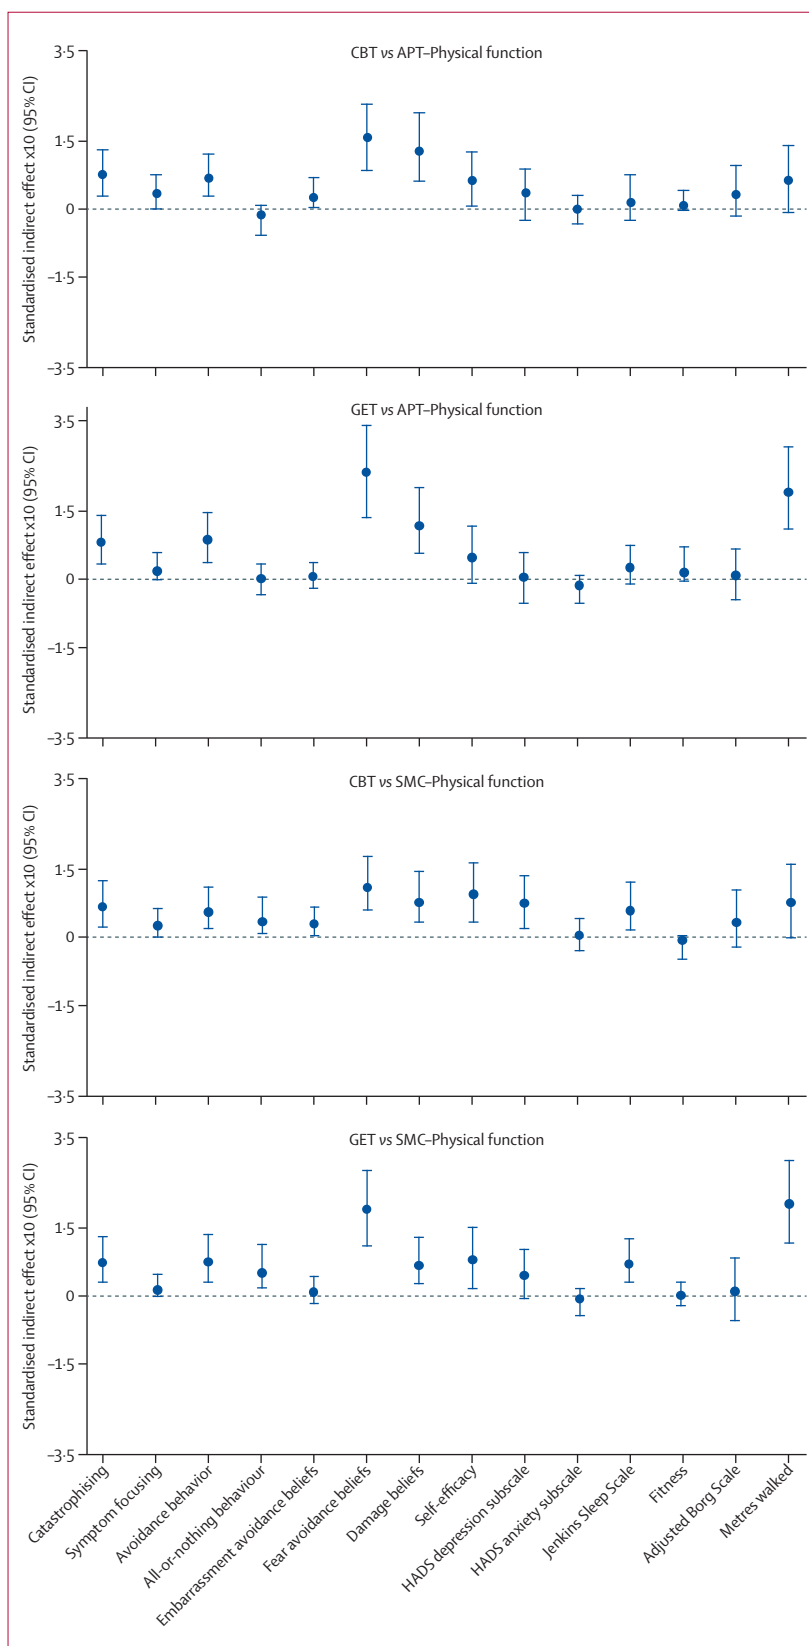 CBT vs APT–Physical function
Standardised indirect effect x10 (95% CI)
3·5
1·5
0
–1·5
–3·5
GET vs APT–Physical function
Standardised indirect effect x10 (95% CI)
3·5
1·5
0
–1·5
–3·5
CBT vs SMC–Physical function
Standardised indirect effect x10 (95% CI)
3·5
1·5
0
–1·5
–3·5
GET vs SMC–Physical function
Standardised indirect effect x10 (95% CI)
3·5
1·5
0
–1·5
–3·5
Catastrophising
Symptom focusing
Avoidance behavior
All-or-nothing behaviour
Embarrassment avoidance beliefs
Fear avoidance beliefs
Damage beliefs
Self-efficacy
HADS depression subscale
HADS anxiety subscale
Jenkins Sleep Scale
Fitness
Adjusted Borg Scale
Metres walked